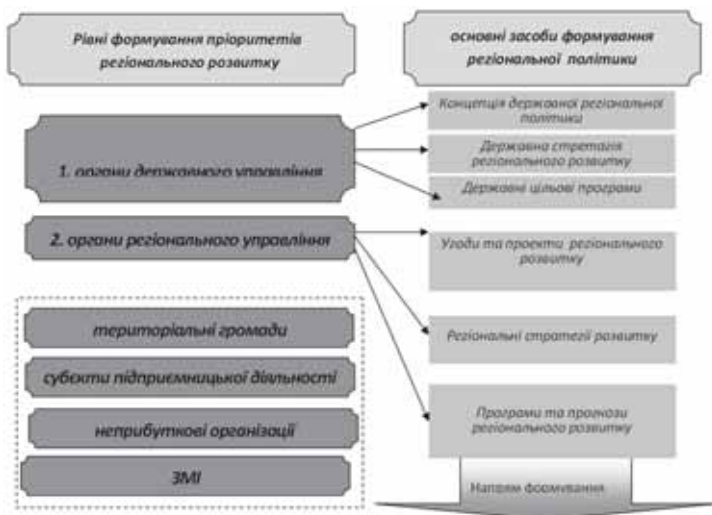 Рівні формування пріоритетів
регіонального розвитку
основні засоби формування
регіональної політики
Концепція державної регіональної
політики
1. органи державного управління
Державна стретагія
регіонального розвитку
Державні цільові програми
2. органи регіонального управління
Угоди та проекти регіонального
розвитку
територіальні громади
Регіональні стратегії розвитку
субєкти підприємницької діяльності
неприбуткові організації
Програми та прогнози
регіонального розвитку
ЗМІ
Напрям формування